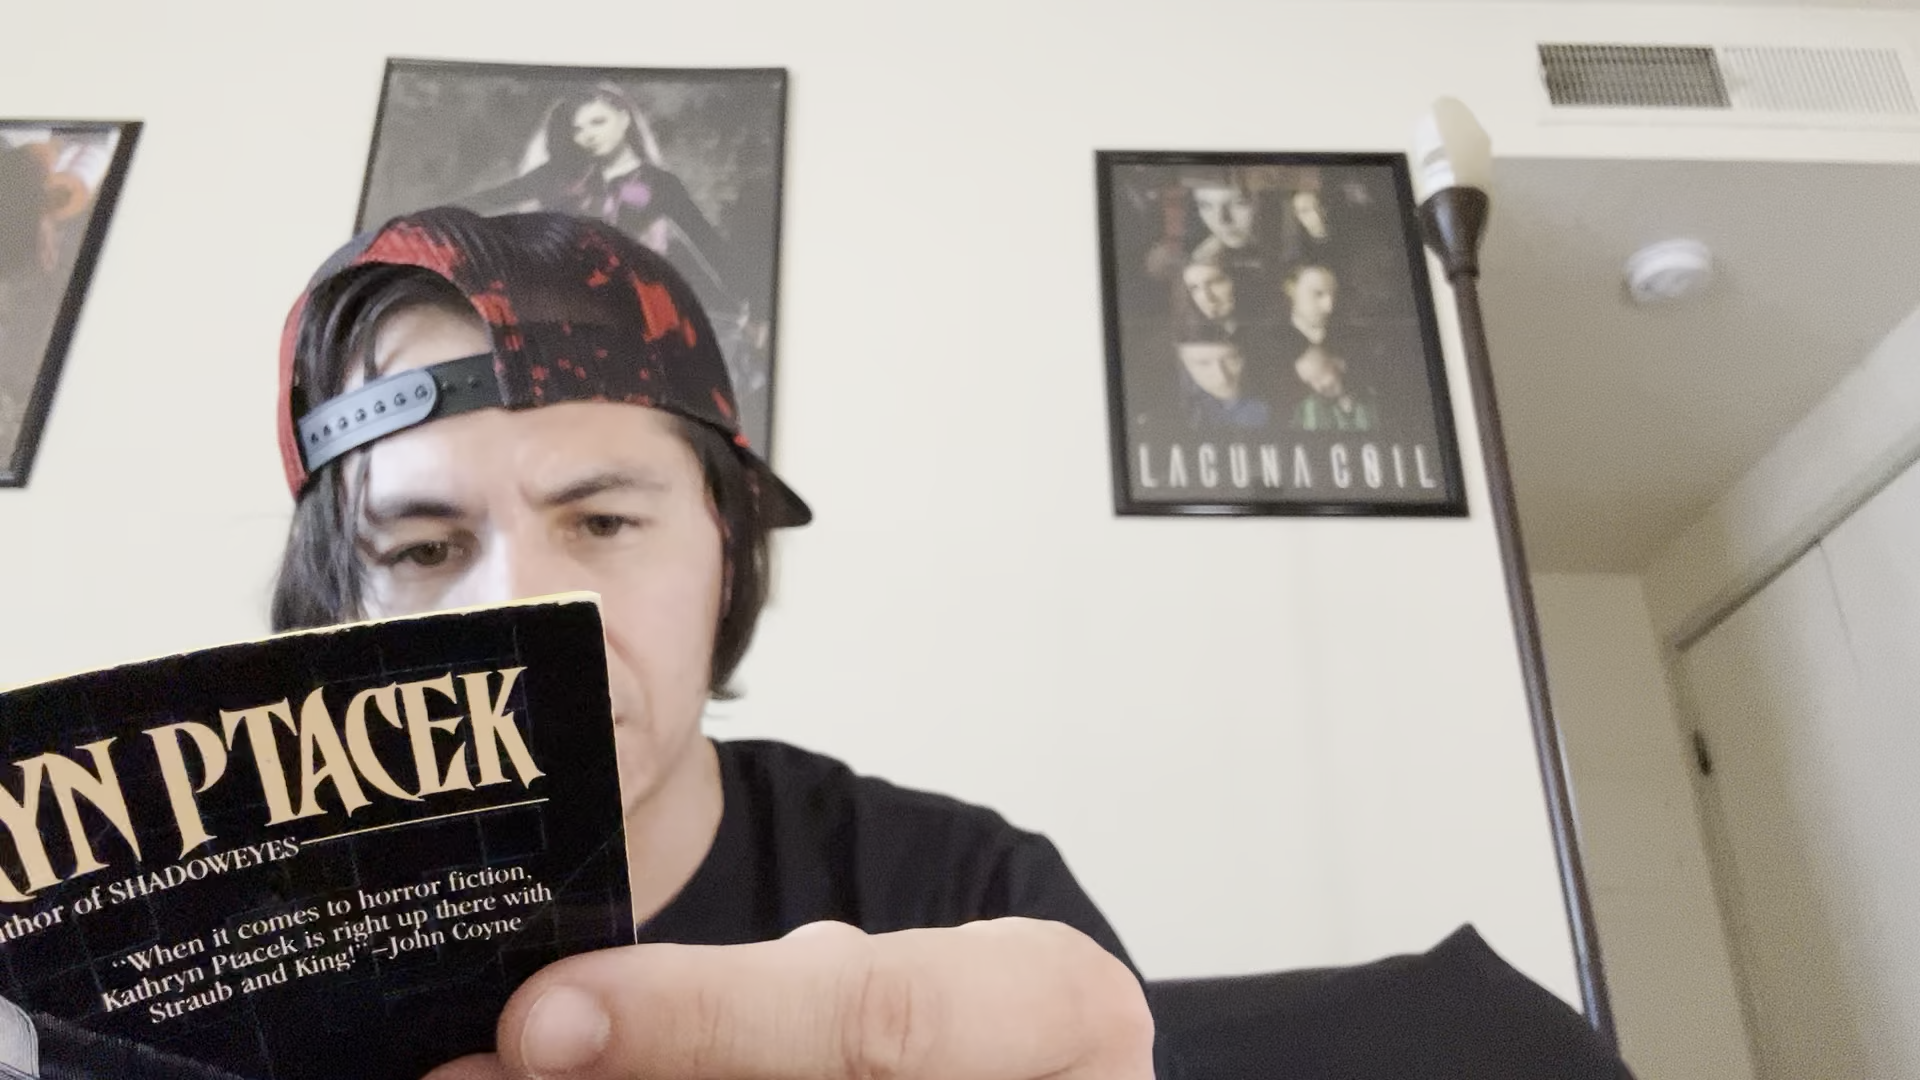 YN PTACEK
thor of SHADOWEYES
“When it comes to horror fiction,
Kathryn Ptacek is right up there with
Straub and King!”—John Coyne
LACUNA COIL